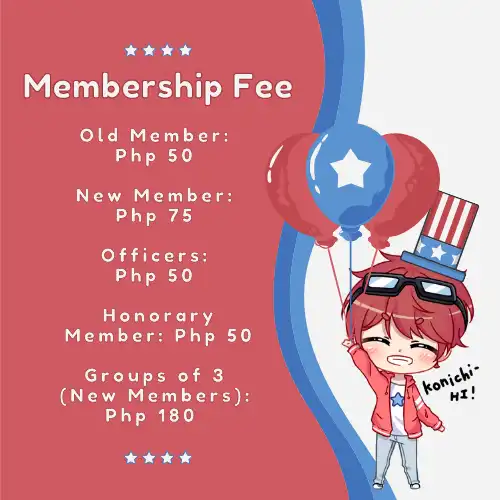 Membership Fee
Old Member:
Php 50
New Member:
Php 75
Officers:
Php 50
Honorary
Member: Php 50
Groups of 3
(New Members):
Php 180
konichi-
HI!